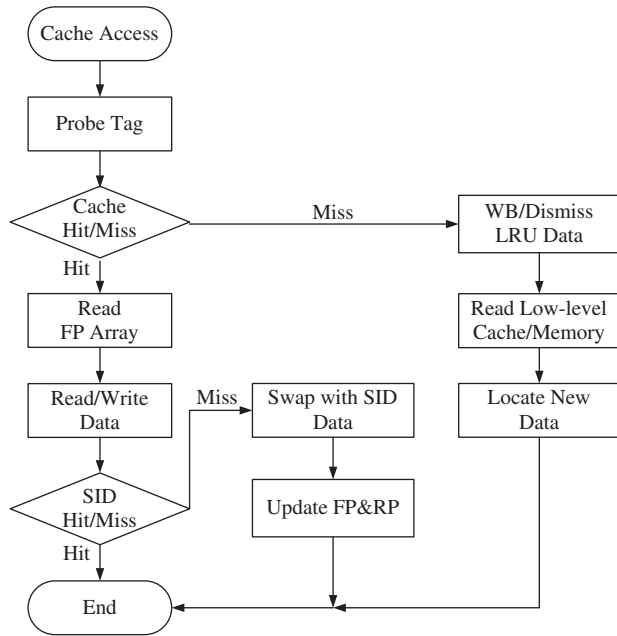 Cache Access
Probe Tag
Cache
Hit/Miss
Miss
Hit
WB/Dismiss
LRU Data
Read
FP Array
Read Low-level
Cache/Memory
Read/Write
Data
Miss
Swap with SID
Data
Locate New
Data
SID
Hit/Miss
Update FP&RP
Hit
End